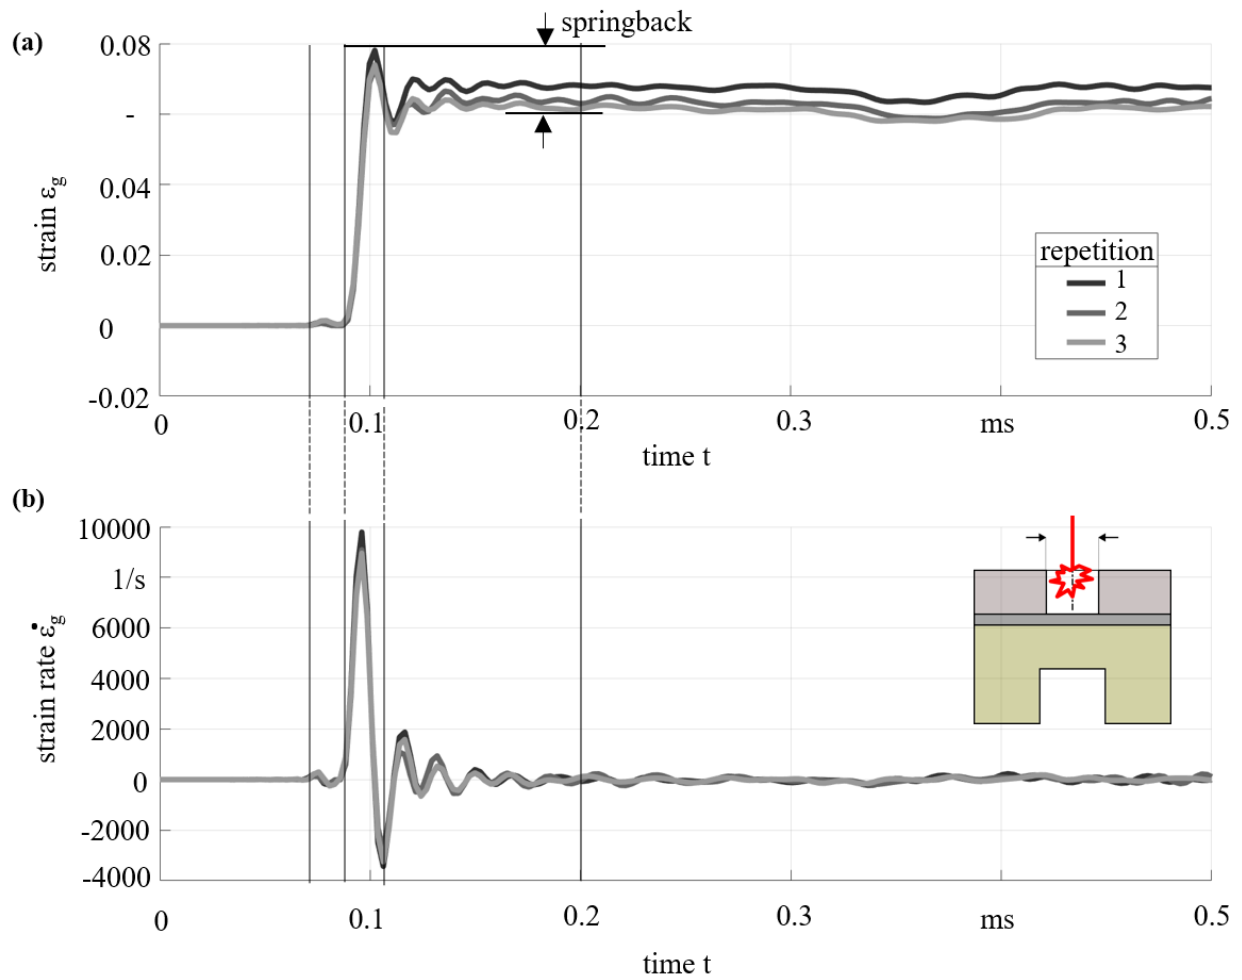 (a)
springback
0.08
-
0.04
0.02
0
-0.02
strain εg
repetition
1
2
3
0 0.1 0.2 0.3 ms 0.5
time t
(b)
10000
1/s
6000
4000
2000
0
-2000
-4000
strain rate ε̇g
0 0.1 0.2 0.3 ms 0.5
time t